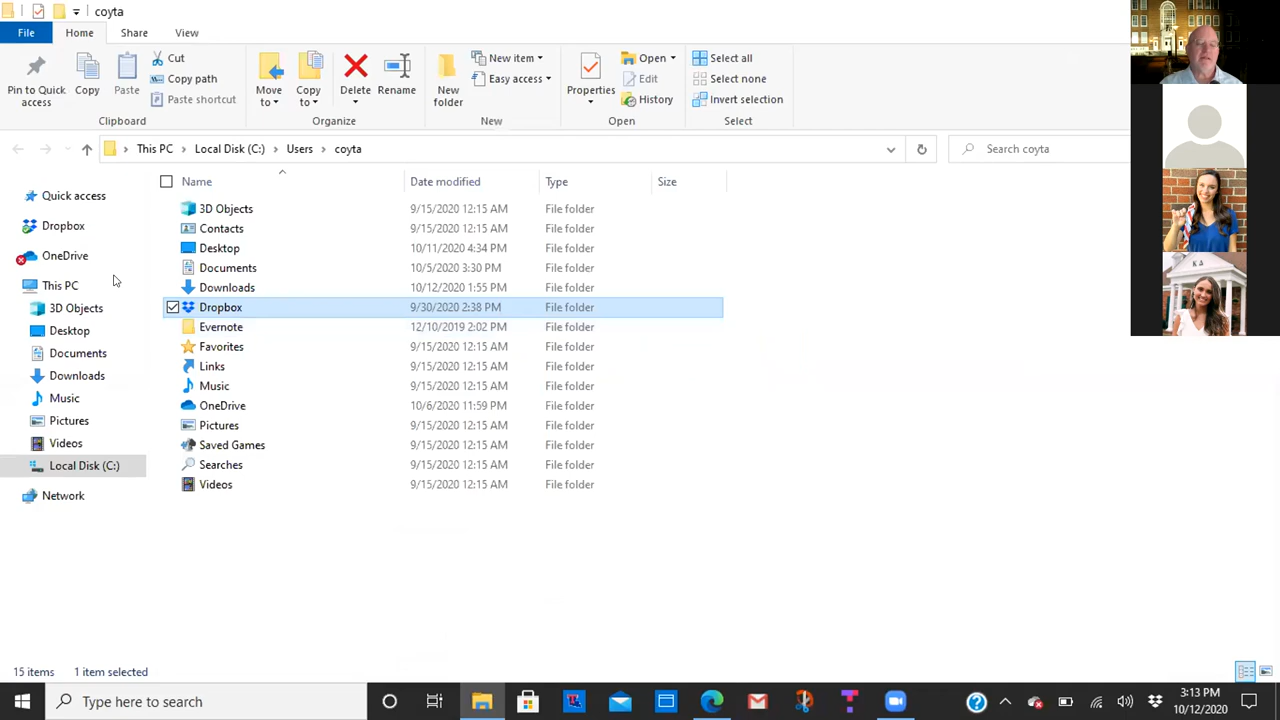 coyta
File Home Share View
Pin to Quick access
Copy
Paste
Cut
Copy path
Paste shortcut
Clipboard
Move to
Copy to
Delete
Rename
Organize
New folder
New item
Easy access
New
Properties
Open
Edit
History
Open
Select all
Select none
Invert selection
Select
This PC > Local Disk (C:) > Users > coyta
Search coyta
Quick access
Dropbox
OneDrive
This PC
3D Objects
Desktop
Documents
Downloads
Music
Pictures
Videos
Local Disk (C:)
Network
Name Date modified Type Size
3D Objects 9/15/2020 12:15 AM File folder
Contacts 9/15/2020 12:15 AM File folder
Desktop 10/11/2020 4:34 PM File folder
Documents 10/5/2020 3:30 PM File folder
Downloads 10/12/2020 1:55 PM File folder
Dropbox 9/30/2020 2:38 PM File folder
Evernote 12/10/2019 2:02 PM File folder
Favorites 9/15/2020 12:15 AM File folder
Links 9/15/2020 12:15 AM File folder
Music 9/15/2020 12:15 AM File folder
OneDrive 10/6/2020 11:59 PM File folder
Pictures 9/15/2020 12:15 AM File folder
Saved Games 9/15/2020 12:15 AM File folder
Searches 9/15/2020 12:15 AM File folder
Videos 9/15/2020 12:15 AM File folder
ΚΔ
15 items 1 item selected
Type here to search
3:13 PM
10/12/2020